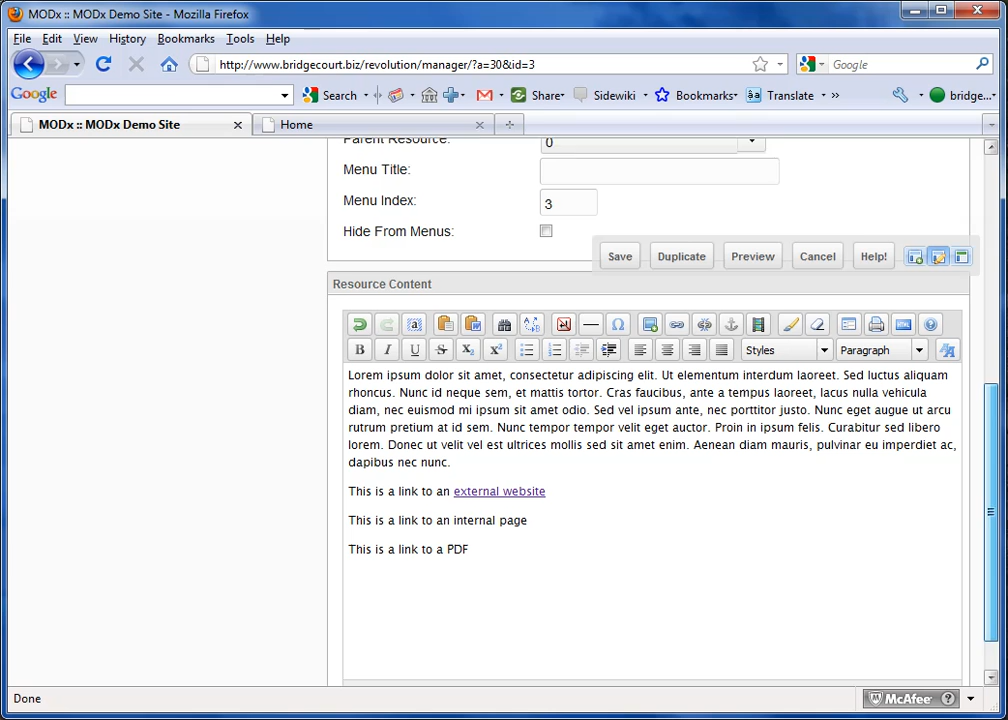 MODx :: MODx Demo Site - Mozilla Firefox
File Edit View History Bookmarks Tools Help
http://www.bridgecourt.biz/revolution/manager/?a=30&id=3
Google
Google Search Share Sidewiki Bookmarks Translate » bridge...
MODx :: MODx Demo Site Home
Parent Resource: 0
Menu Title:
Menu Index: 3
Hide From Menus:
Save Duplicate Preview Cancel Help!
Resource Content
B I U S X2 X2 Styles Paragraph
Lorem ipsum dolor sit amet, consectetur adipiscing elit. Ut elementum interdum laoreet. Sed luctus aliquam
rhoncus. Nunc id neque sem, et mattis tortor. Cras faucibus, ante a tempus laoreet, lacus nulla vehicula
diam, nec euismod mi ipsum sit amet odio. Sed vel ipsum ante, nec porttitor justo. Nunc eget augue ut arcu
rutrum pretium at id sem. Nunc tempor tempor velit eget auctor. Proin in ipsum felis. Curabitur sed libero
lorem. Donec ut velit vel est ultrices mollis sed sit amet enim. Aenean diam mauris, pulvinar eu imperdiet ac,
dapibus nec nunc.
This is a link to an external website
This is a link to an internal page
This is a link to a PDF
Done
McAfee